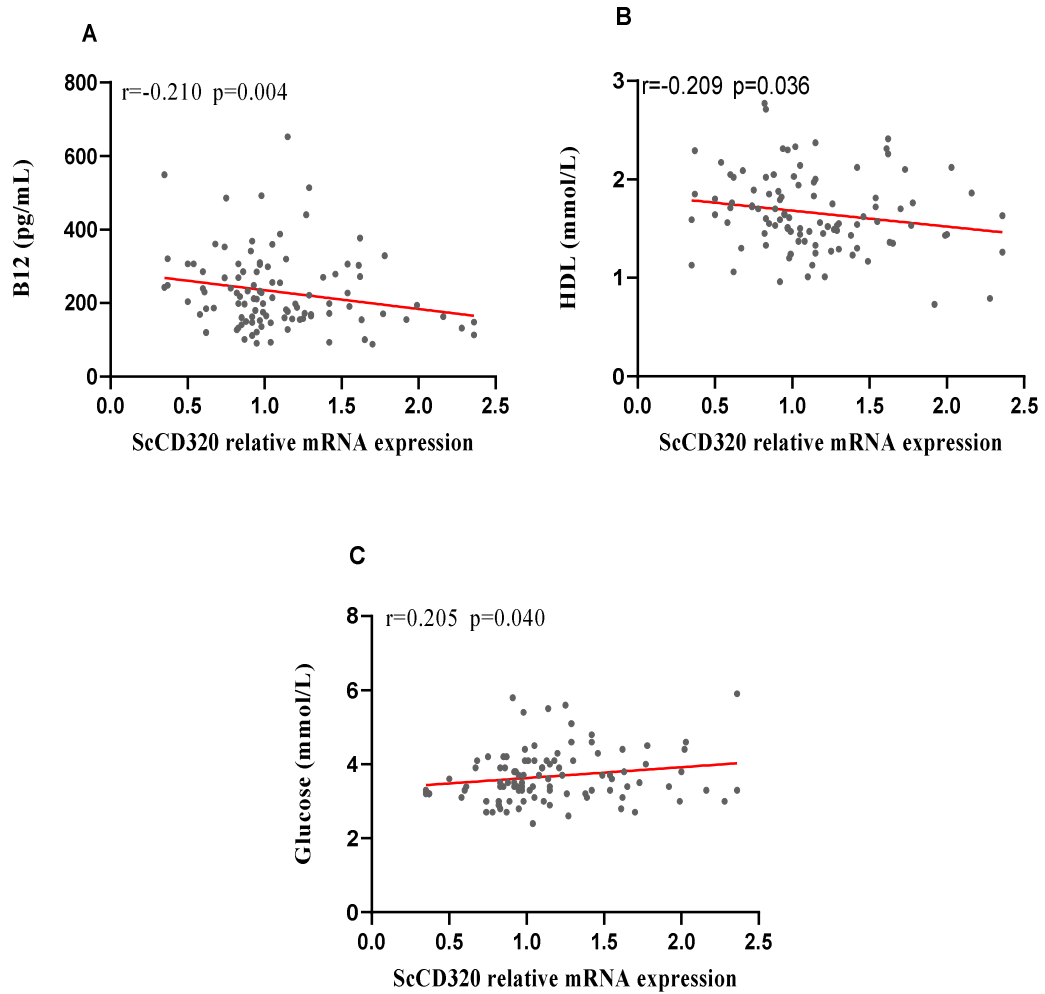 A
r=-0.210 p=0.004
800
600
400
200
0
B12 (pg/mL)
0.0 0.5 1.0 1.5 2.0 2.5
ScCD320 relative mRNA expression
B
r=-0.209 p=0.036
3
2
1
0
HDL (mmol/L)
0.0 0.5 1.0 1.5 2.0 2.5
ScCD320 relative mRNA expression
C
r=0.205 p=0.040
8
6
4
2
0
Glucose (mmol/L)
0.0 0.5 1.0 1.5 2.0 2.5
ScCD320 relative mRNA expression